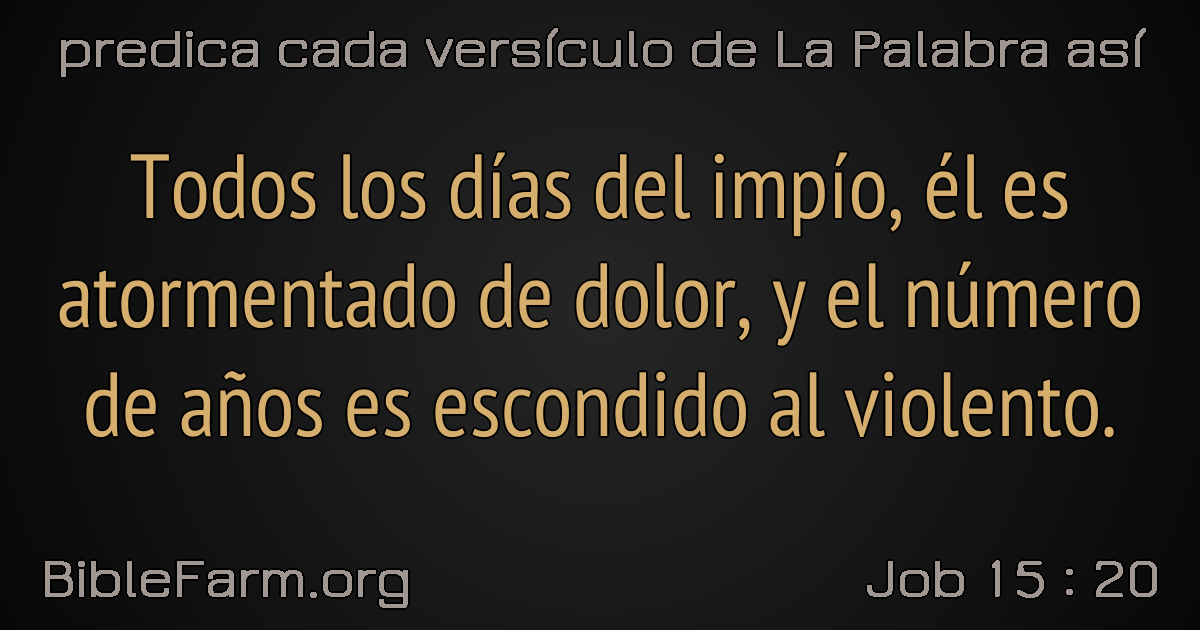 predica cada versículo de La Palabra así
Todos los días del impío, él es
atormentado de dolor, y el número
de años es escondido al violento.
BibleFarm.org
Job 15 : 20